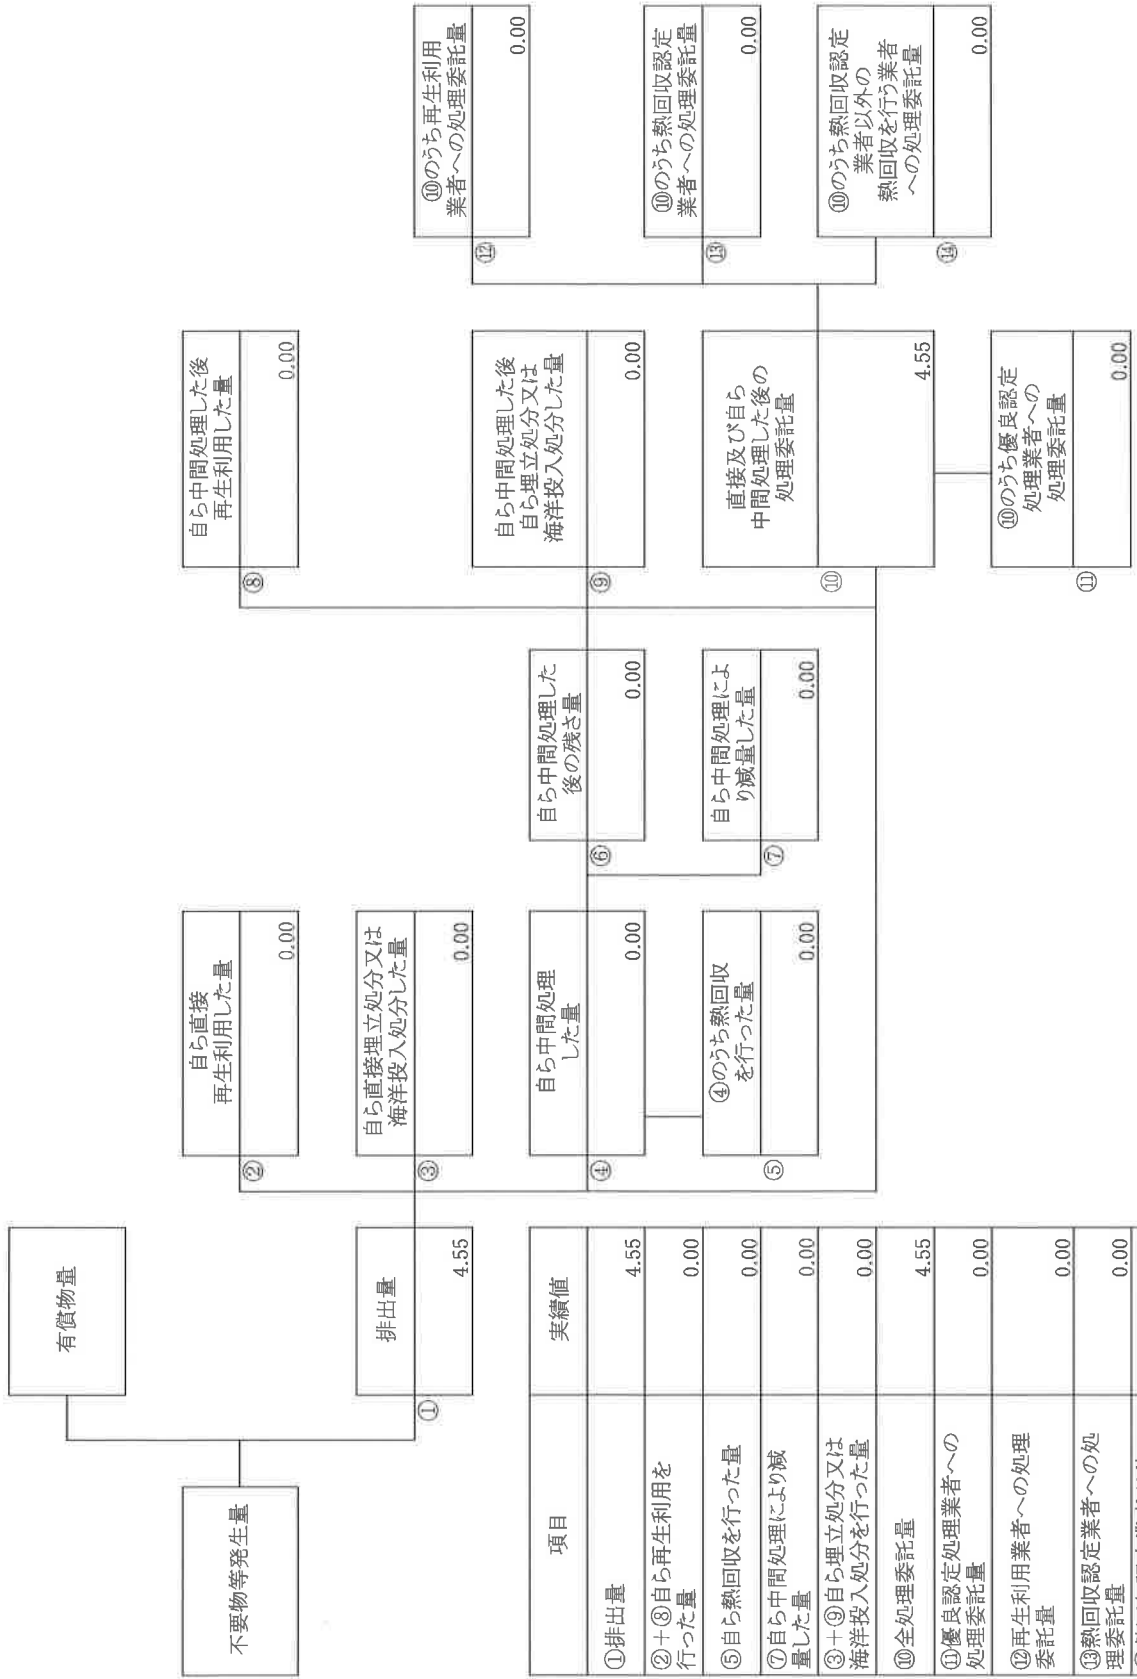 不要物等発生量
有償物量
①
排出量
4.55
②
自ら直接
再生利用した量
0.00
③
自ら直接埋立処分又は
海洋投入処分した量
0.00
④
自ら中間処理
した量
0.00
⑤
④のうち熱回収
を行った量
0.00
⑥
自ら中間処理した
後の残さ量
0.00
⑦
自ら中間処理によ
り減量した量
0.00
⑧
自ら中間処理した後
再生利用した量
0.00
⑨
自ら中間処理した後
自ら埋立処分又は
海洋投入処分した量
0.00
⑩
直接及び自ら
中間処理した後の
処理委託量
4.55
⑪
⑩のうち優良認定
処理業者への
処理委託量
0.00
⑫
⑩のうち再生利用
業者への処理委託量
0.00
⑬
⑩のうち熱回収認定
業者への処理委託量
0.00
⑭
⑩のうち熱回収認定
業者以外の
熱回収を行う業者
への処理委託量
0.00
項目 実績値
①排出量 4.55
②+⑧自ら再生利用を
行った量 0.00
⑤自ら熱回収を行った量 0.00
⑦自ら中間処理により減
量した量 0.00
③+⑨自ら埋立処分又は
海洋投入処分を行った量 0.00
⑩全処理委託量 4.55
⑪優良認定処理業者への
処理委託量 0.00
⑫再生利用業者への処理
委託量 0.00
⑬熱回収認定業者への処
理委託量 0.00